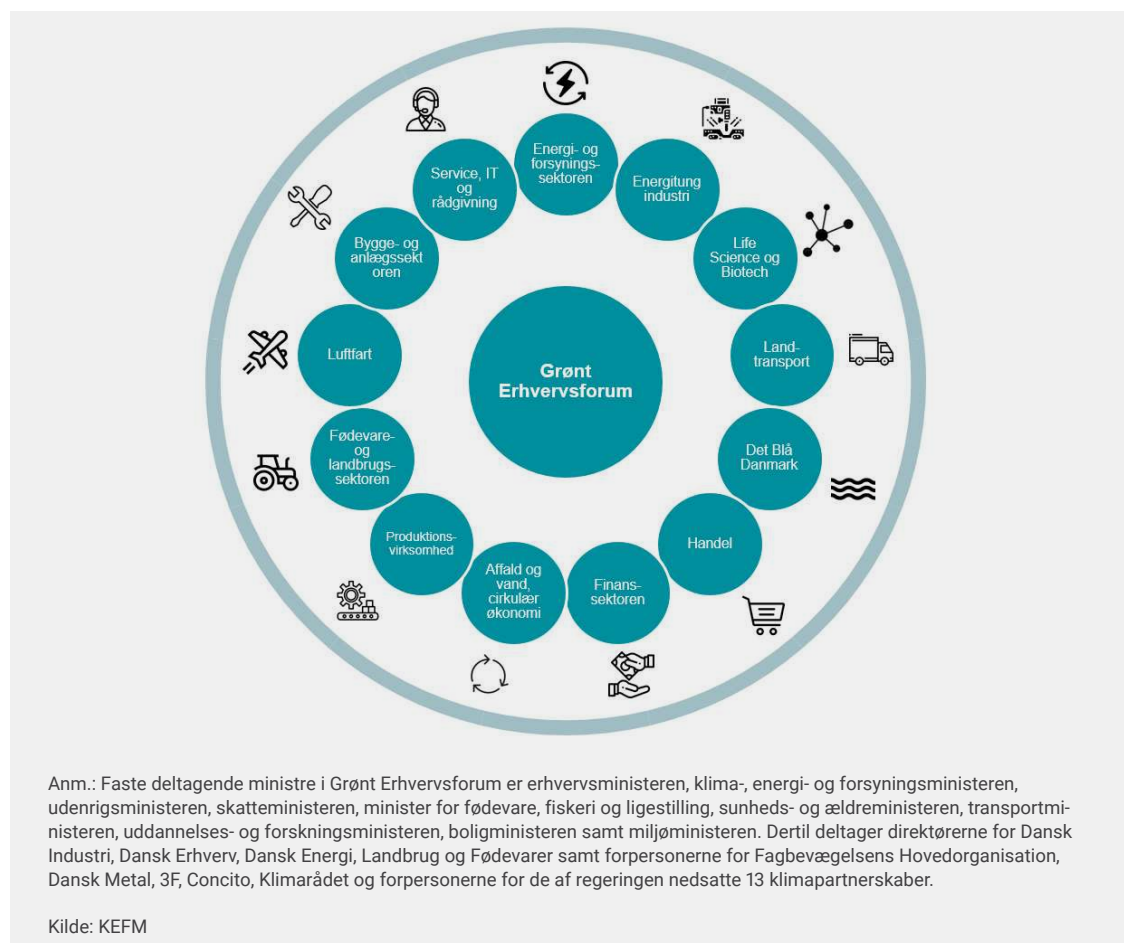 Energi- og
forsynings-
sektoren
Energitung
industri
Life
Science og
Biotech
Land-
transport
Det Blå
Danmark
Handel
Finans-
sektoren
Affald og
vand,
cirkulær
økonomi
Produktions-
virksomhed
Fødevare-
og
landbrugs-
sektoren
Luftfart
Bygge- og
anlægssekt
oren
Service, IT
og
rådgivning
Grønt
Erhvervsforum
Anm.: Faste deltagende ministre i Grønt Erhvervsforum er erhvervsministeren, klima-, energi- og forsyningsministeren,
udenrigsministeren, skatteministeren, minister for fødevare, fiskeri og ligestilling, sunheds- og ældreministeren, transportmi-
nisteren, uddannelses- og forskningsministeren, boligministeren samt miljøministeren. Dertil deltager direktørerne for Dansk
Industri, Dansk Erhverv, Dansk Energi, Landbrug og Fødevarer samt forpersonerne for Fagbevægelsens Hovedorganisation,
Dansk Metal, 3F, Concito, Klimarådet og forpersonerne for de af regeringen nedsatte 13 klimapartnerskaber.
Kilde: KEFM